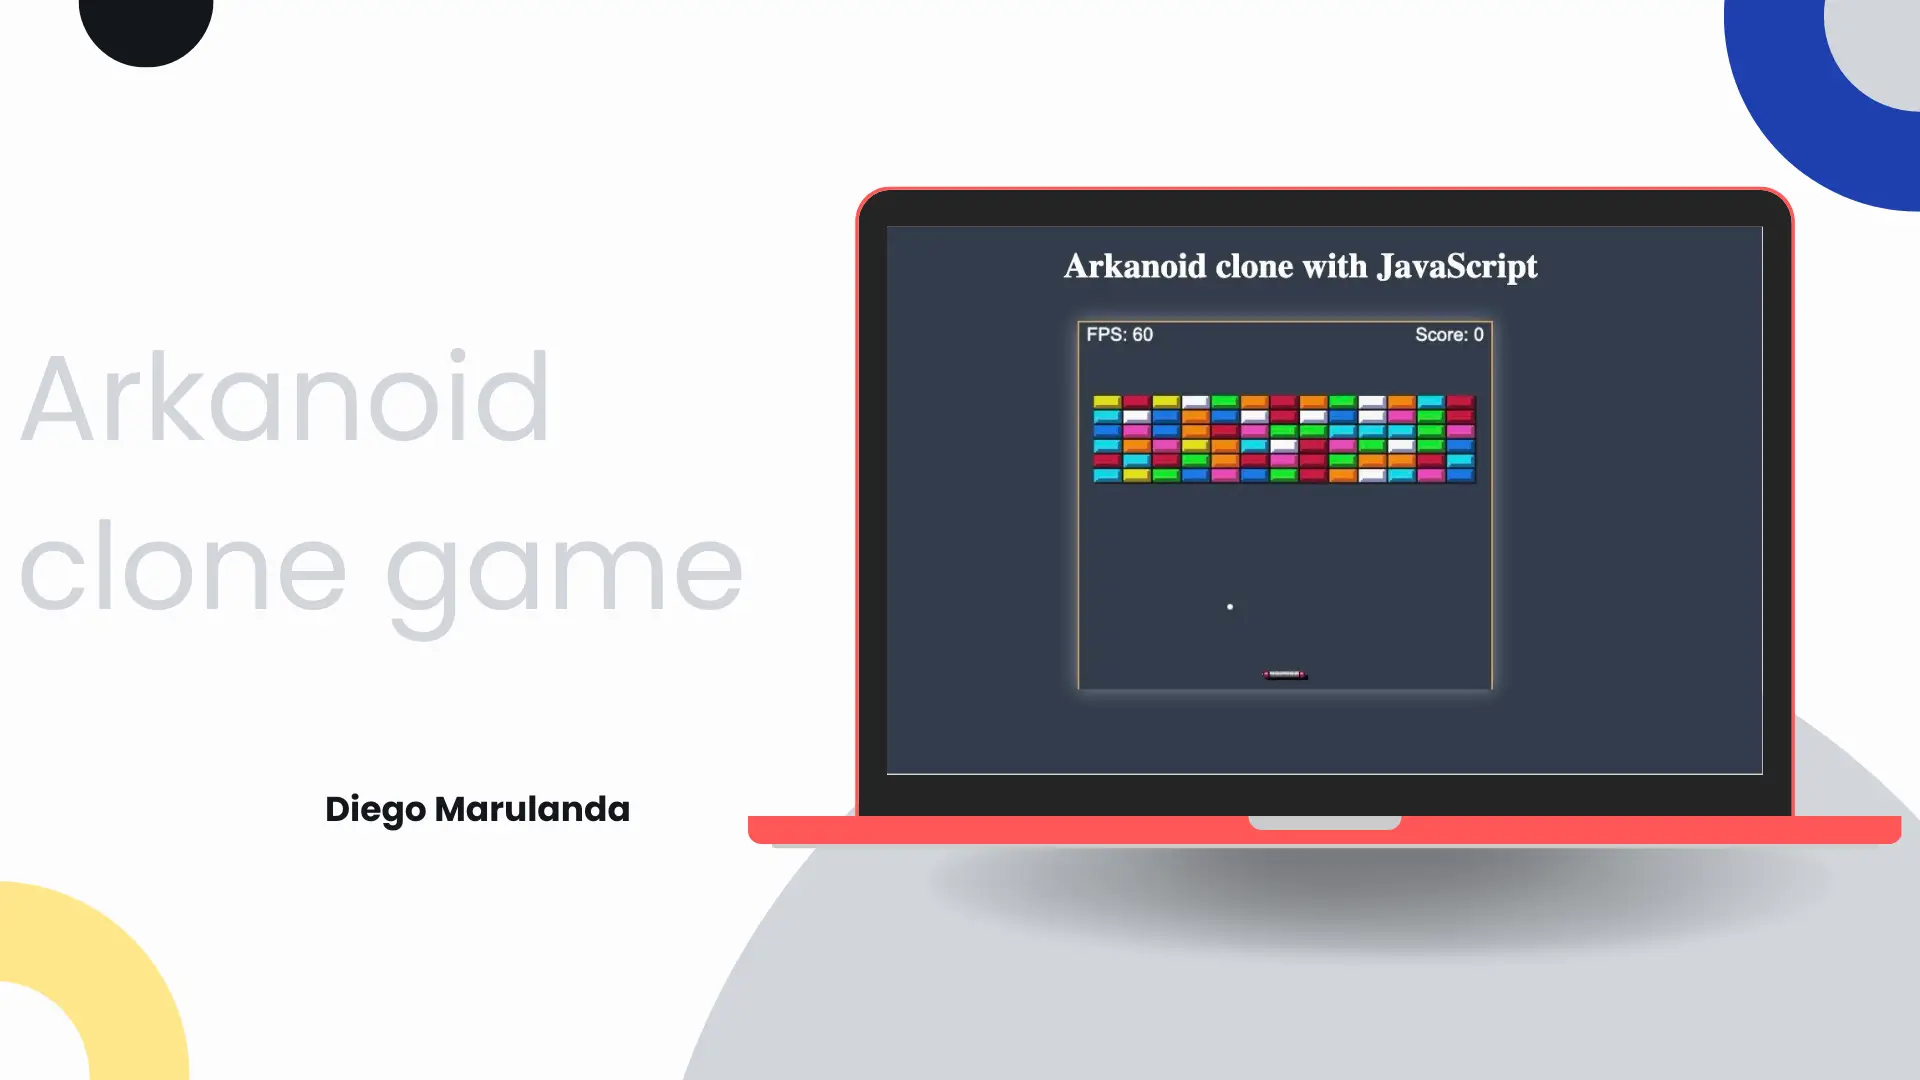 Arkanoid
clone game
Diego Marulanda
Arkanoid clone with JavaScript
FPS: 60
Score: 0